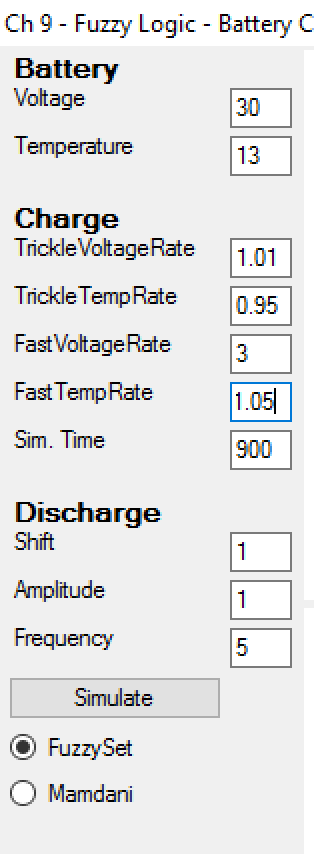 Ch 9 - Fuzzy Logic - Battery
Battery
Voltage 30
Temperature 13
Charge
TrickleVoltageRate 1.01
TrickleTempRate 0.95
FastVoltageRate 3
FastTempRate 1.05
Sim. Time 900
Discharge
Shift 1
Amplitude 1
Frequency 5
Simulate
FuzzySet
Mamdani